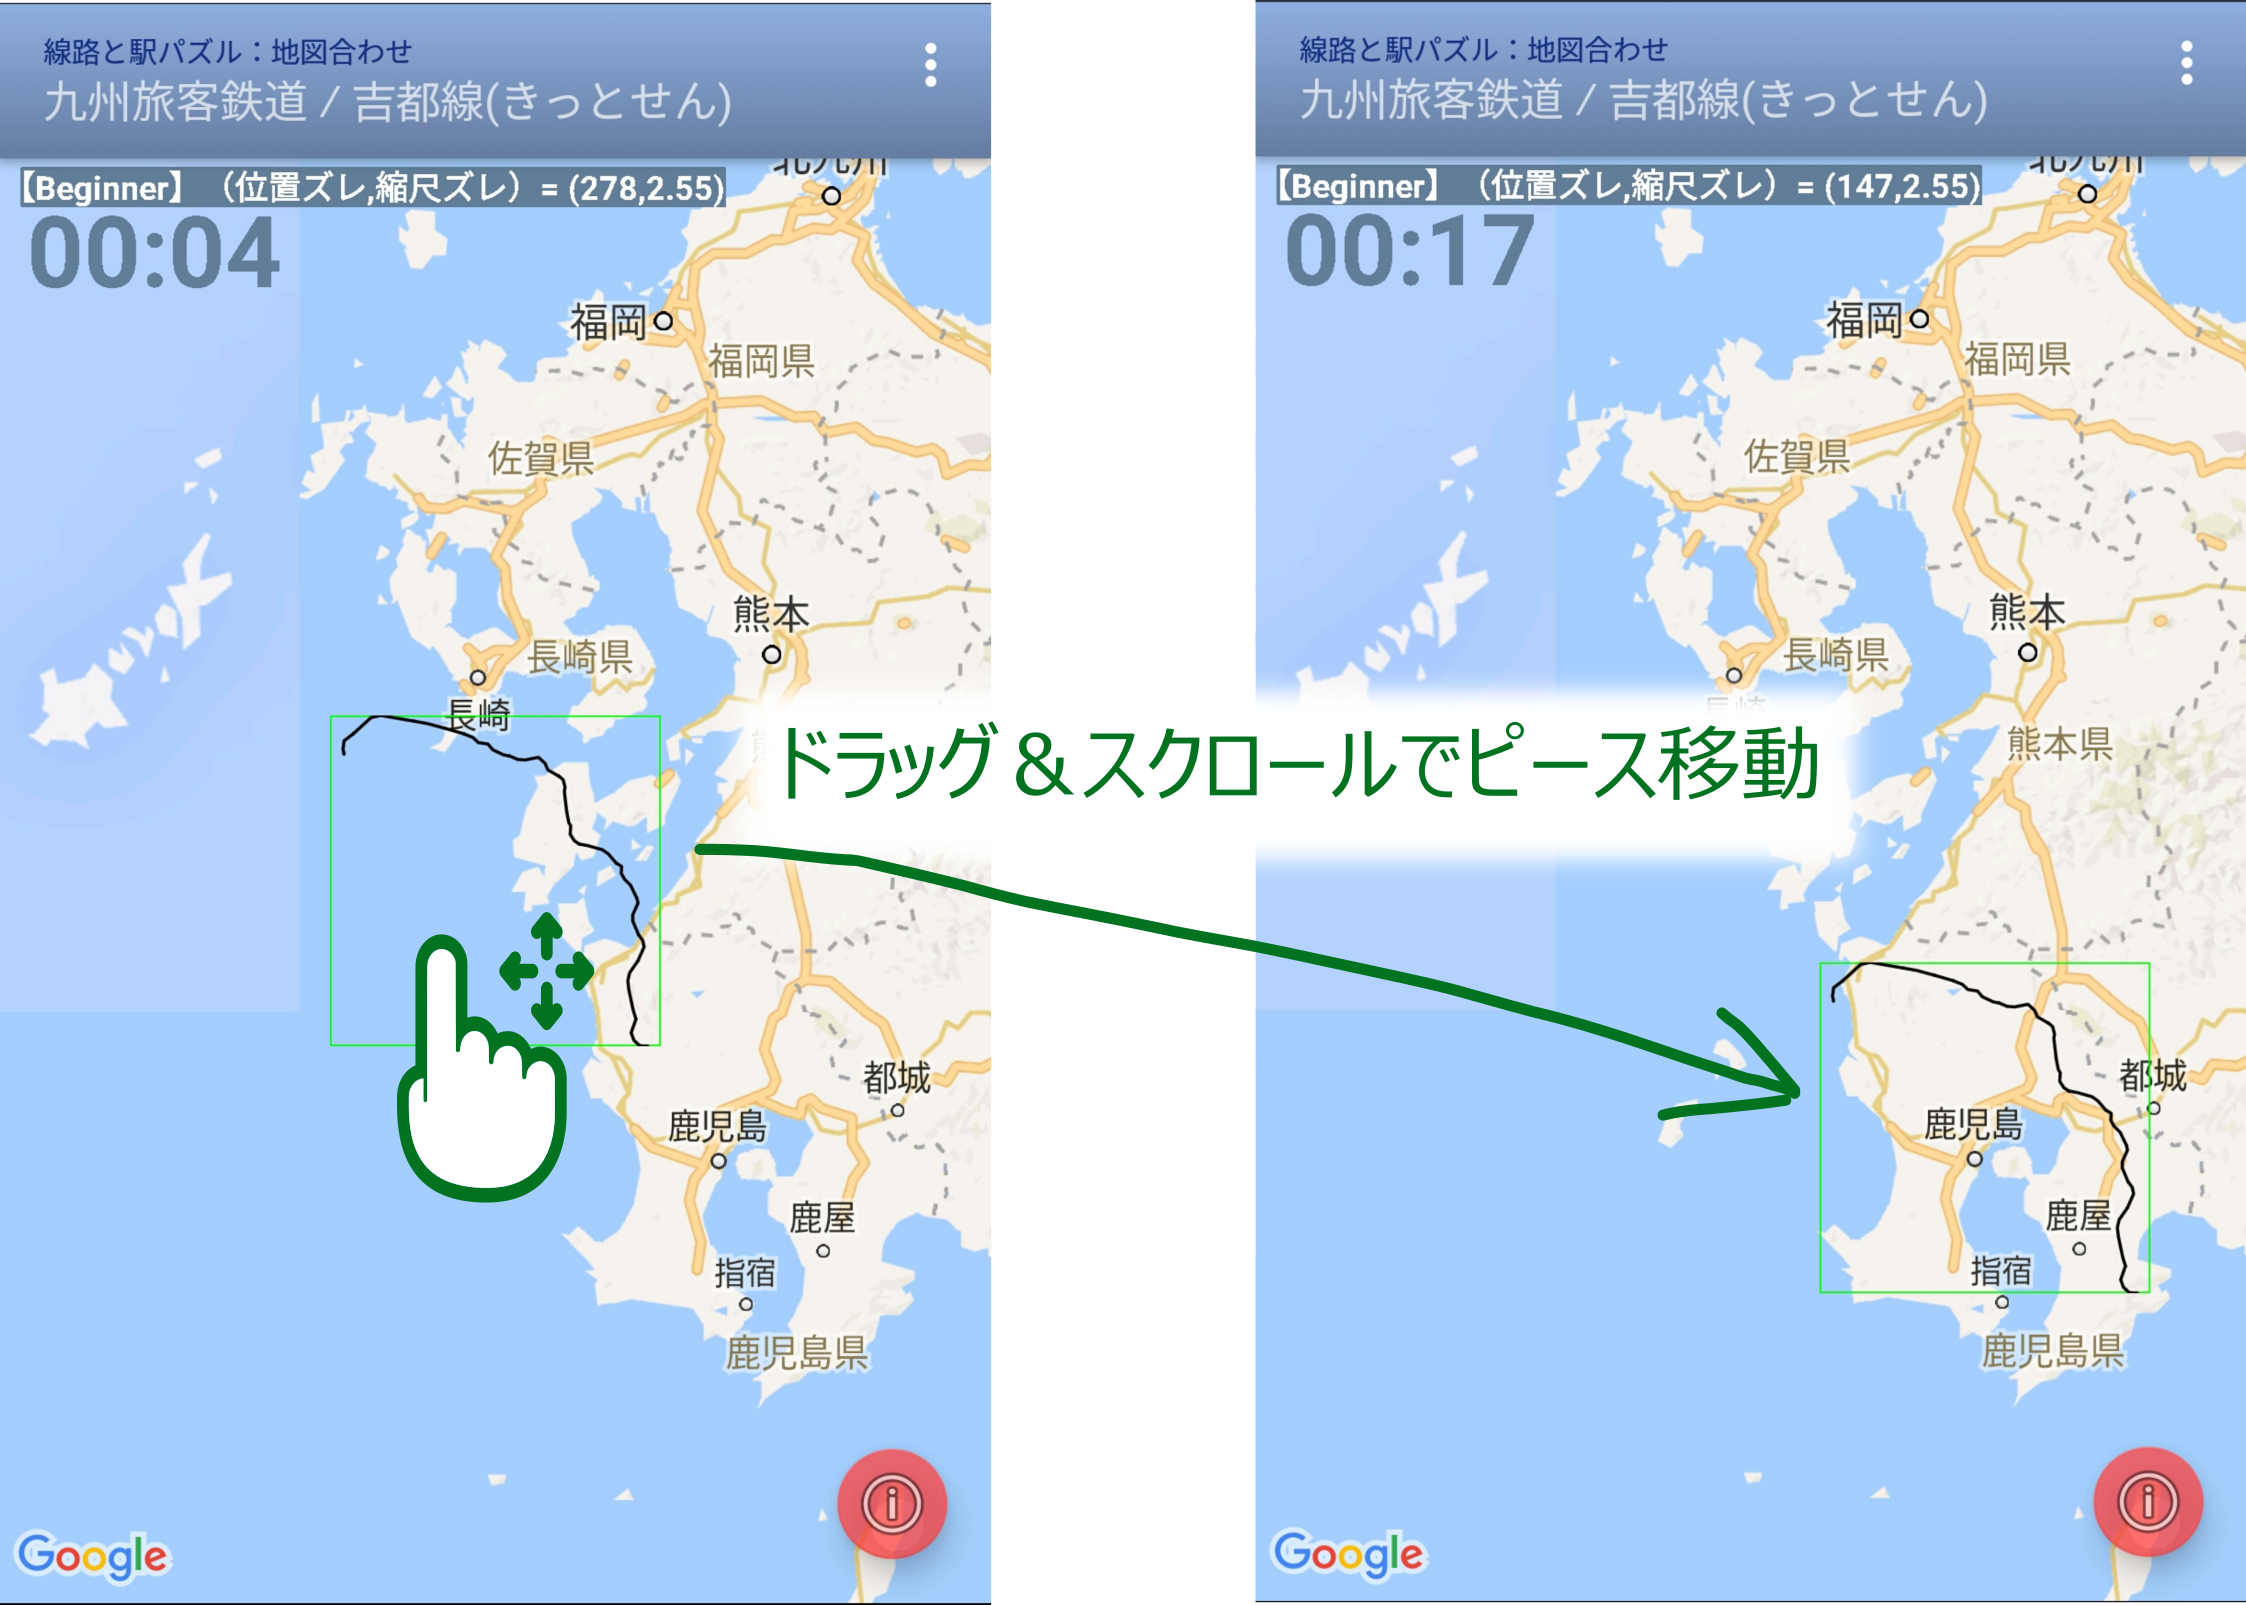 線路と駅パズル：地図合わせ
九州旅客鉄道 / 吉都線(きっとせん)
【Beginner】（位置ズレ,縮尺ズレ）= (278,2.55)
00:04
北九州
福岡
福岡県
佐賀県
熊本
長崎県
長崎
都城
鹿児島
鹿屋
指宿
鹿児島県
Google
ドラッグ＆スクロールでピース移動
線路と駅パズル：地図合わせ
九州旅客鉄道 / 吉都線(きっとせん)
【Beginner】（位置ズレ,縮尺ズレ）= (147,2.55)
00:17
北九州
福岡
福岡県
佐賀県
熊本
長崎県
長崎
熊本県
都城
鹿児島
鹿屋
指宿
鹿児島県
Google